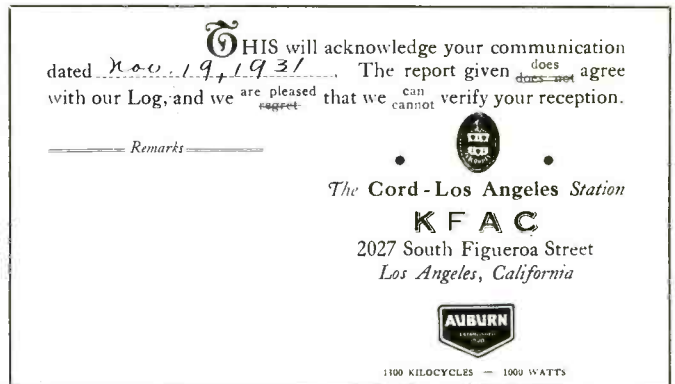 THIS will acknowledge your communication
dated Nov. 19, 1931. The report given does does not agree
with our Log, and we are pleased regret that we can cannot verify your reception.
Remarks
The Cord-Los Angeles Station
KFAC
2027 South Figueroa Street
Los Angeles, California
AUBURN
1300 KILOCYCLES — 1000 WATTS